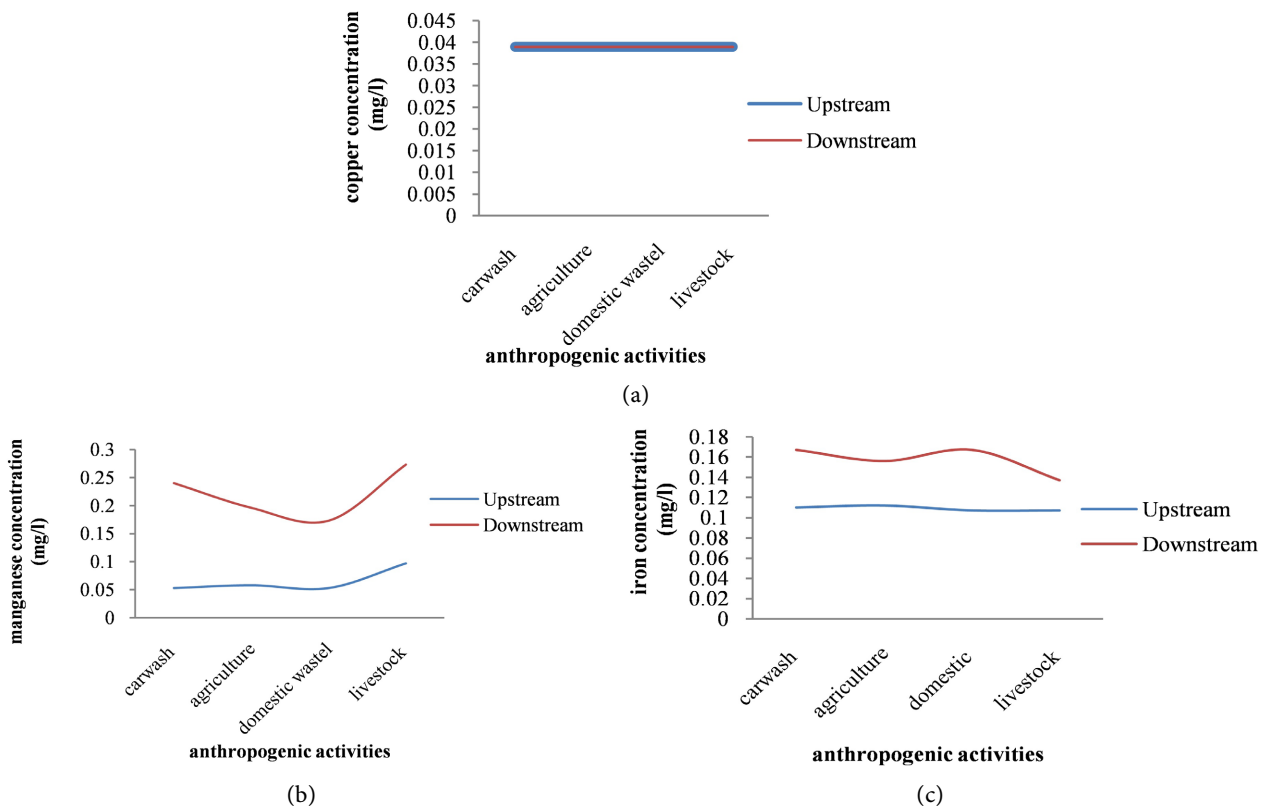 copper concentration
(mg/l)
0.045
0.04
0.035
0.03
0.025
0.02
0.015
0.01
0.005
0
Upstream
Downstream
carwash
agriculture
domestic wastel
livestock
anthropogenic activities
(a)
manganese concentration
(mg/l)
0.3
0.25
0.2
0.15
0.1
0.05
0
Upstream
Downstream
carwash
agriculture
domestic wastel
livestock
anthropogenic activities
(b)
iron concentration
(mg/l)
0.18
0.16
0.14
0.12
0.1
0.08
0.06
0.04
0.02
0
Upstream
Downstream
carwash
agriculture
domestic
livestock
anthropogenic activities
(c)